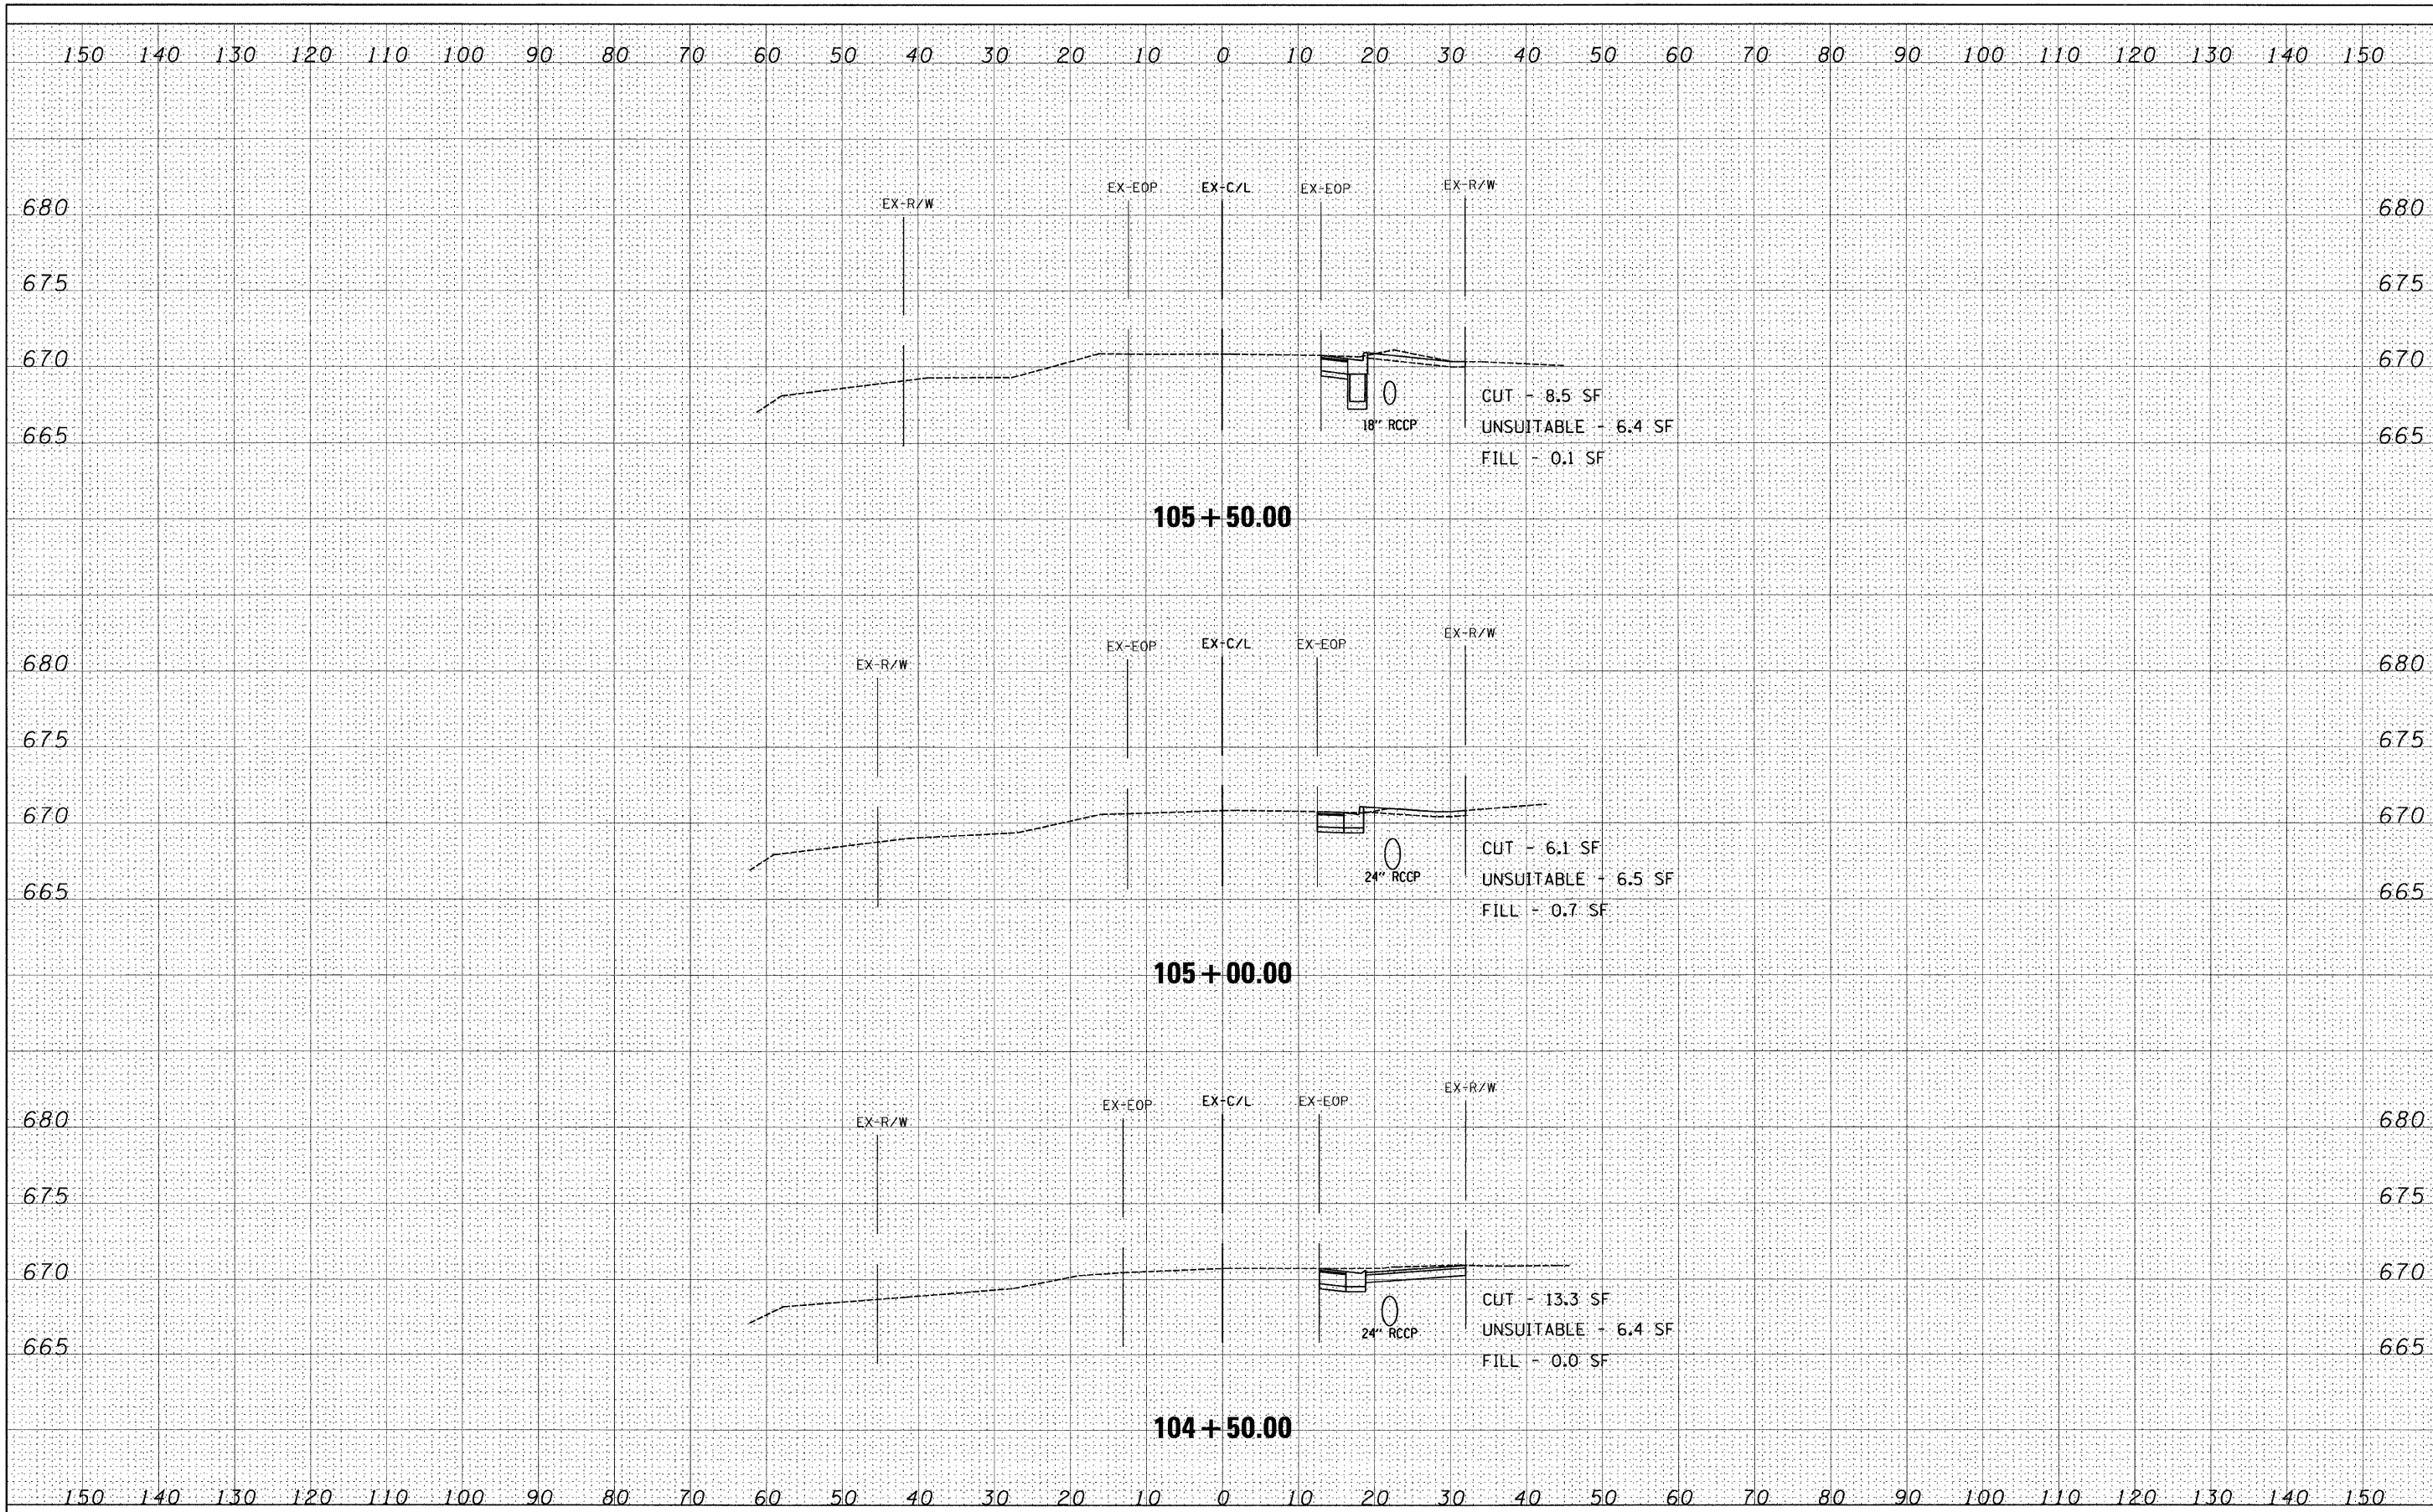 150 140 130 120 110 100 90 80 70 60 50 40 30 20 10 0 10 20 30 40 50 60 70 80 90 100 110 120 130 140 150
EX-EOP EX-C/L EX-EOP EX-R/W
EX-R/W
680 680
675 675
670 670
CUT - 8.5 SF
18" RCCP UNSUITABLE - 6.4 SF
665 665
FILL - 0.1 SF
105+50.00
EX-R/W
EX-EOP EX-C/L EX-EOP
680 EX-R/W 680
675 675
670 670
CUT - 6.1 SF
24" RCCP UNSUITABLE - 6.5 SF
665 665
FILL - 0.7 SF
105+00.00
EX-R/W
EX-EOP EX-C/L EX-EOP
680 EX-R/W 680
675 675
670 670
CUT - 13.3 SF
24" RCCP UNSUITABLE - 6.4 SF
665 665
FILL - 0.0 SF
104+50.00
150 140 130 120 110 100 90 80 70 60 50 40 30 20 10 0 10 20 30 40 50 60 70 80 90 100 110 120 130 140 150